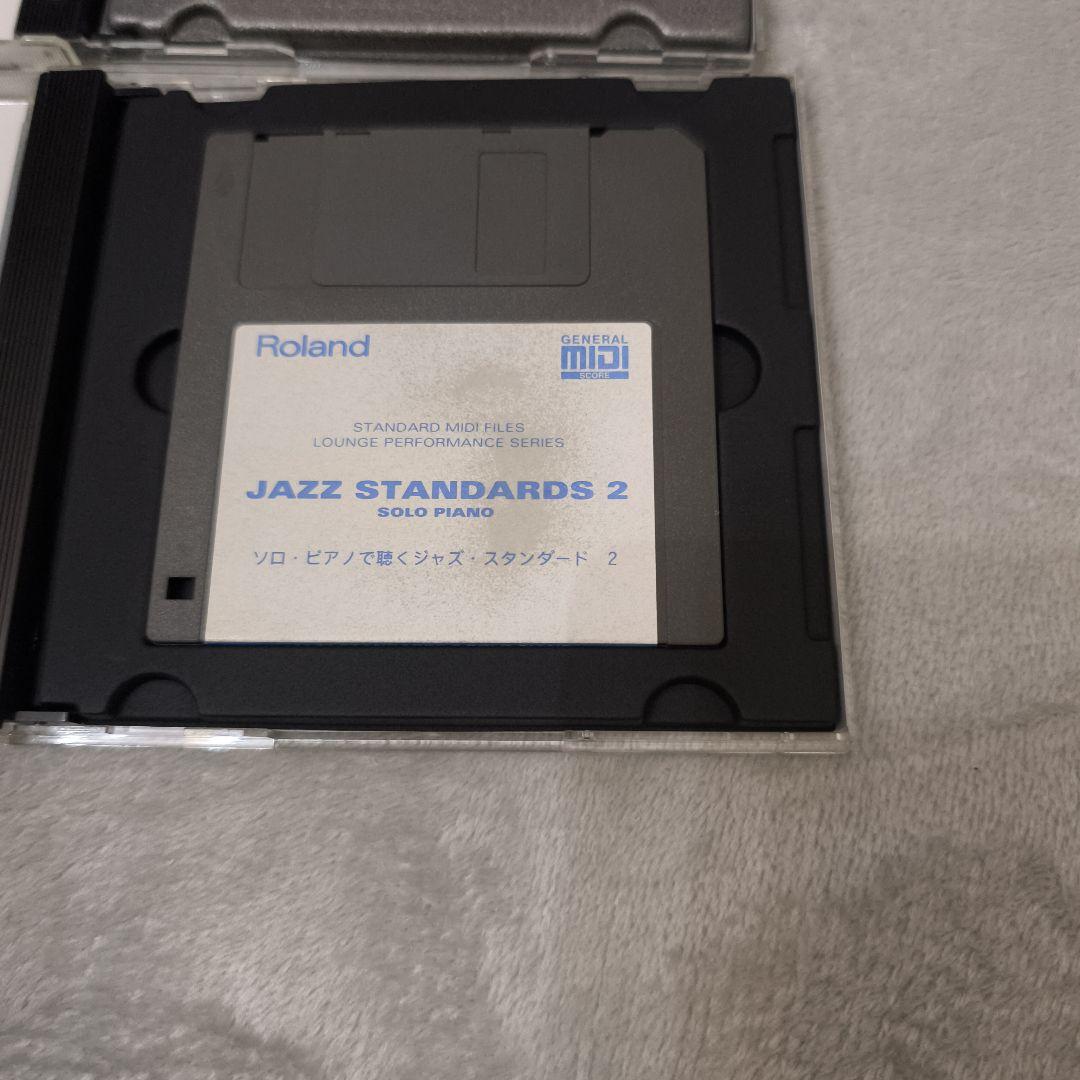 Roland
GENERAL
MIDI
SCORE
STANDARD MIDI FILES
LOUNGE PERFORMANCE SERIES
JAZZ STANDARDS 2
SOLO PIANO
ソロ・ピアノで聴くジャズ・スタンダード 2